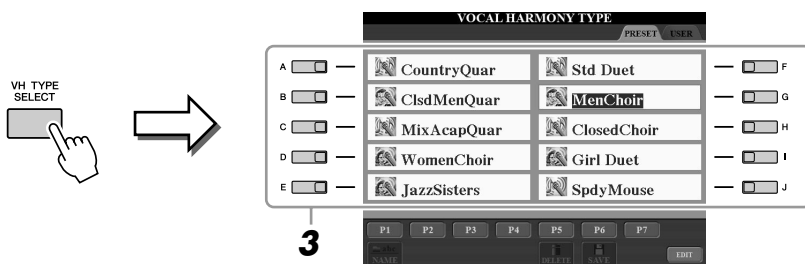 VOCAL HARMONY TYPE
PRESET USER
VH TYPE
SELECT
A CountryQuar Std Duet F
B ClsdMenQuar MenChoir G
C MixAcapQuar ClosedChoir H
D WomenChoir Girl Duet I
E JazzSisters SpdyMouse J
3
P1 P2 P3 P4 P5 P6 P7
NAME DELETE SAVE EDIT